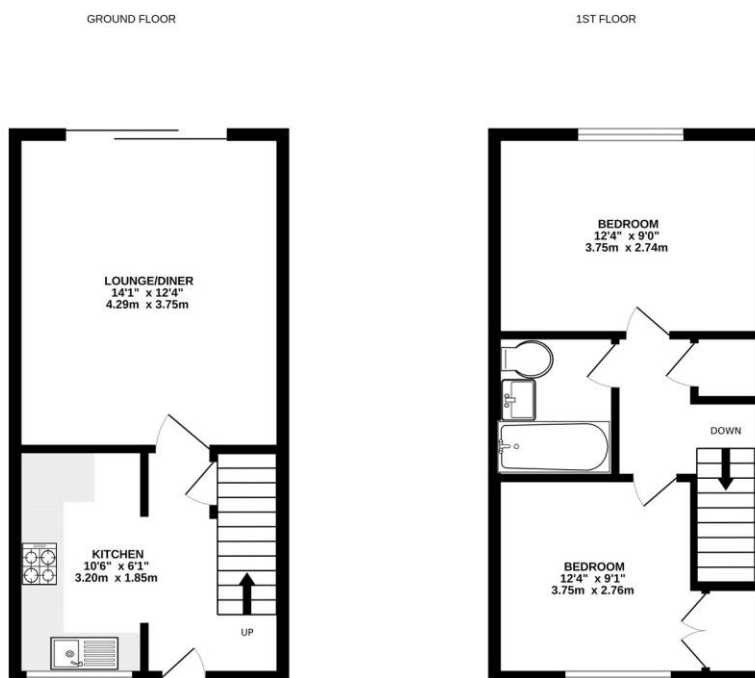 GROUND FLOOR
1ST FLOOR
LOUNGE/DINER
14'1" x 12'4"
4.29m x 3.75m
KITCHEN
10'6" x 6'1"
3.20m x 1.85m
UP
BEDROOM
12'4" x 9'0"
3.75m x 2.74m
DOWN
BEDROOM
12'4" x 9'1"
3.75m x 2.76m